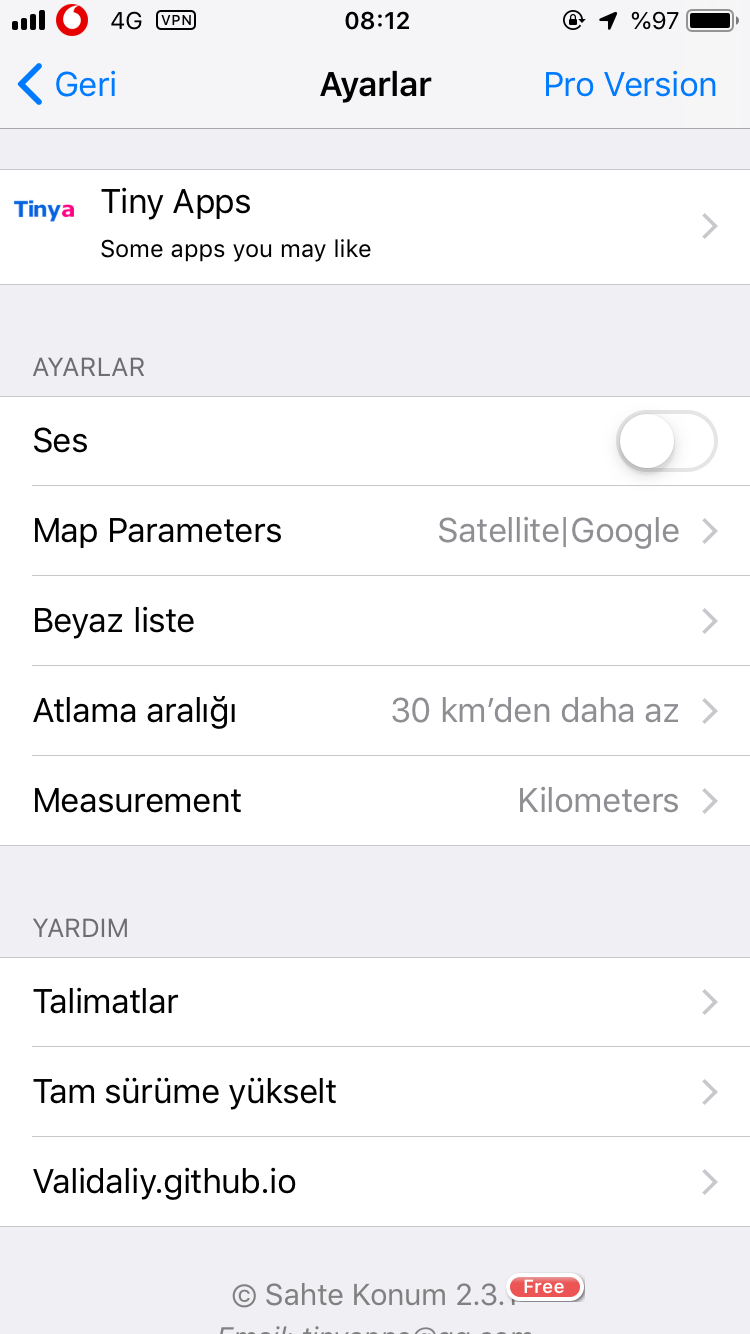 4G VPN 08:12 %97
Geri Ayarlar Pro Version
Tinya Tiny Apps
Some apps you may like
AYARLAR
Ses
Map Parameters Satellite|Google
Beyaz liste
Atlama aralığı 30 km’den daha az
Measurement Kilometers
YARDIM
Talimatlar
Tam sürüme yükselt
Validaliy.github.io
© Sahte Konum 2.3. Free